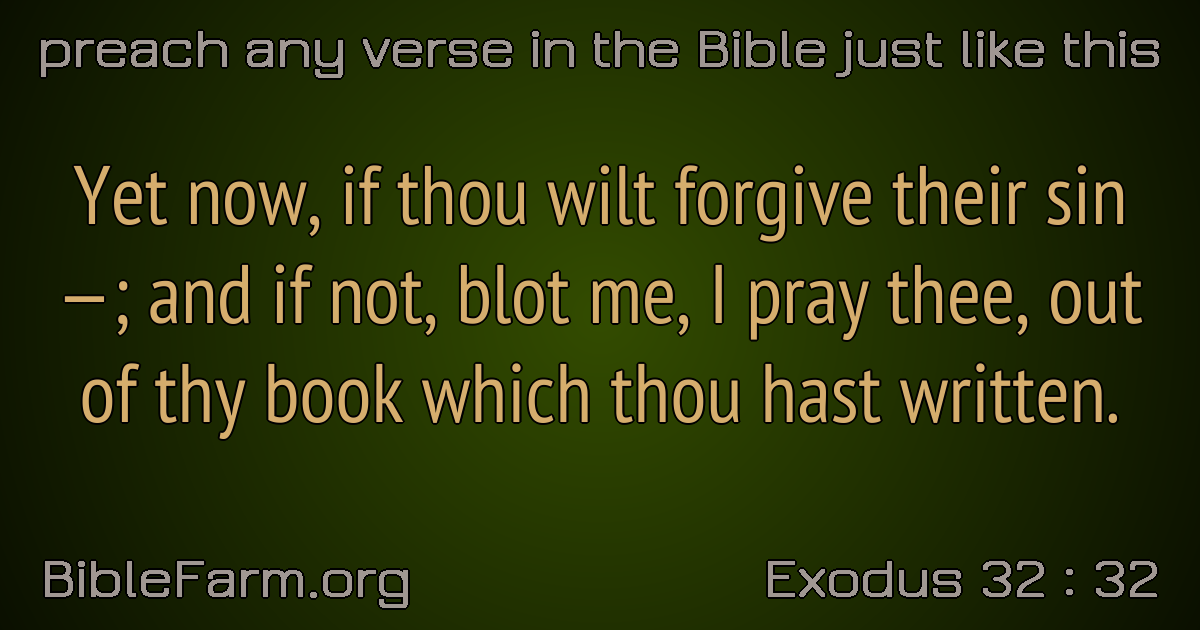 preach any verse in the Bible just like this
Yet now, if thou wilt forgive their sin
—; and if not, blot me, I pray thee, out
of thy book which thou hast written.
BibleFarm.org
Exodus 32 : 32